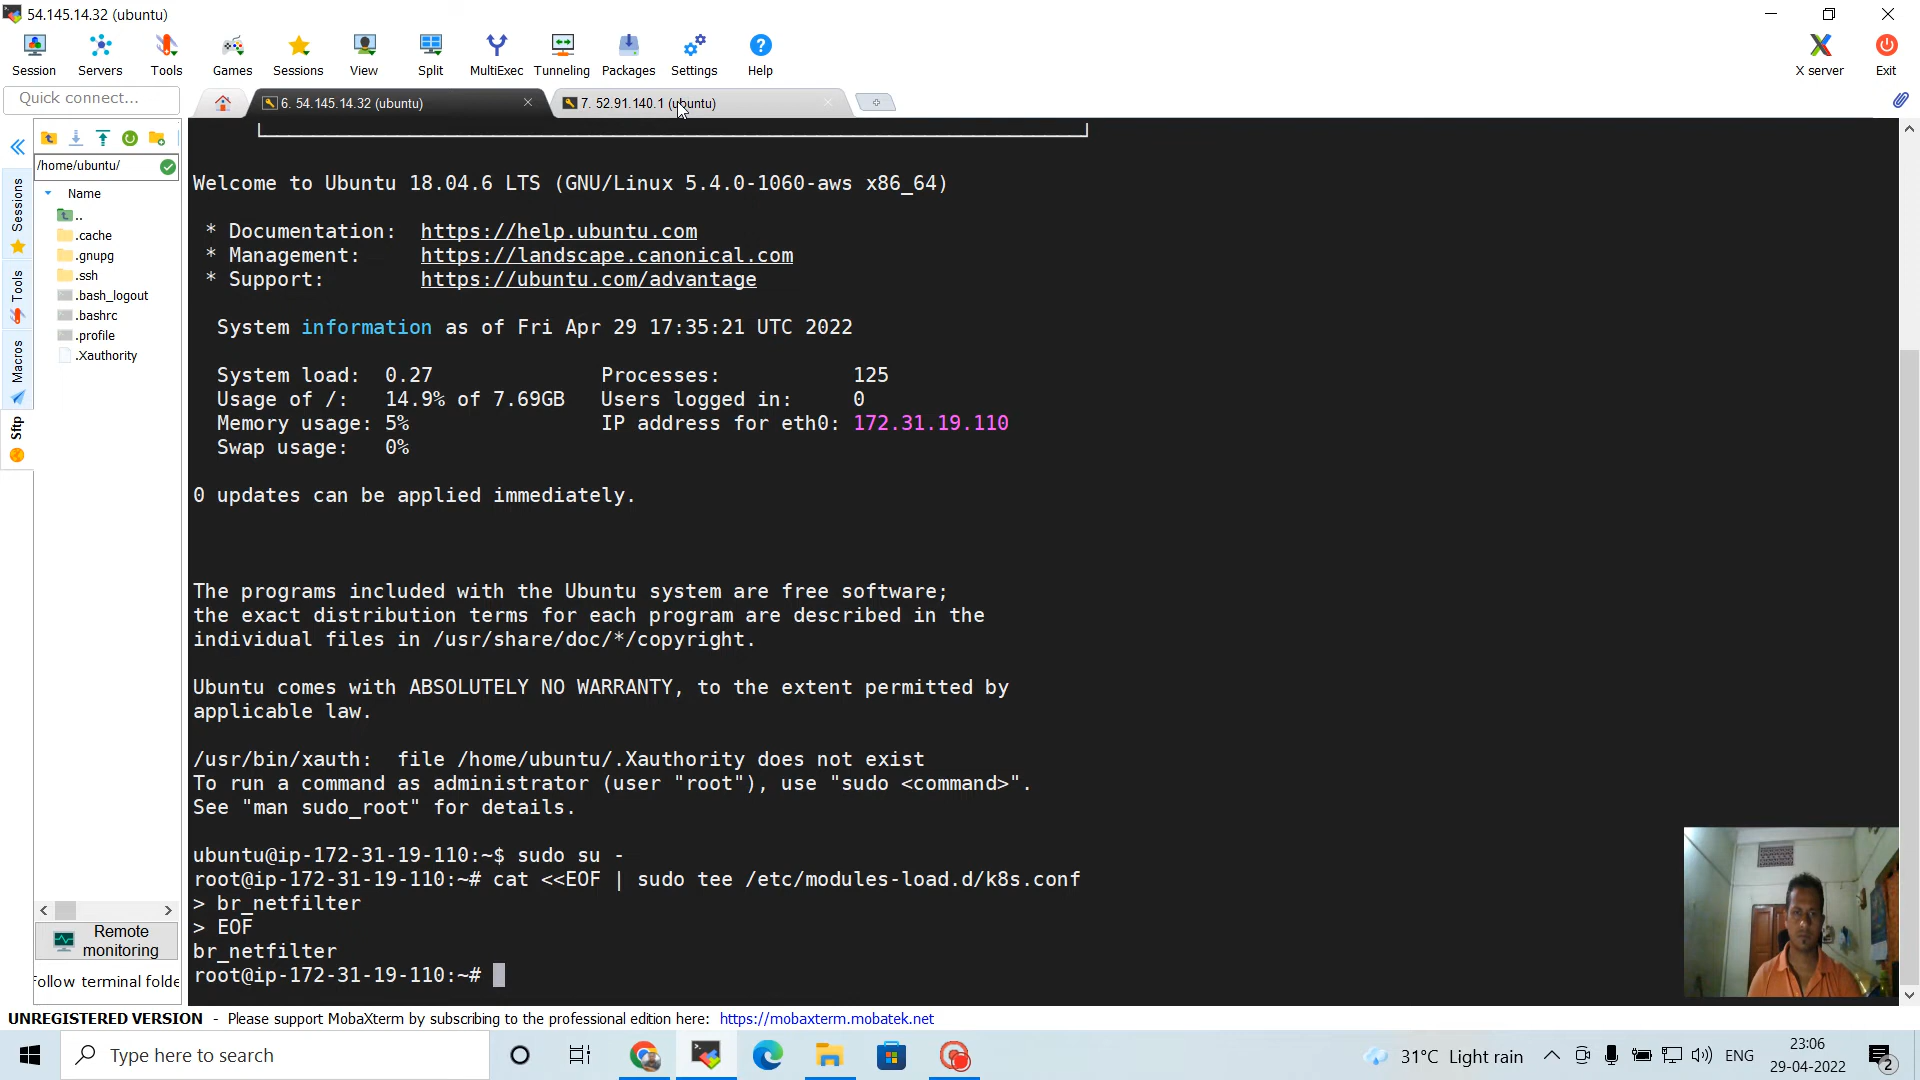 54.145.14.32 (ubuntu)
Session Servers Tools Games Sessions View Split MultiExec Tunneling Packages Settings Help X server Exit
Quick connect...
6. 54.145.14.32 (ubuntu)
7. 52.91.140.1 (ubuntu)
/home/ubuntu/
Name
..
.cache
.gnupg
.ssh
.bash_logout
.bashrc
.profile
.Xauthority
Sessions
Tools
Macros
Sftp
Remote
monitoring
Follow terminal folde
Welcome to Ubuntu 18.04.6 LTS (GNU/Linux 5.4.0-1060-aws x86_64)
* Documentation: https://help.ubuntu.com
* Management: https://landscape.canonical.com
* Support: https://ubuntu.com/advantage
System information as of Fri Apr 29 17:35:21 UTC 2022
System load: 0.27 Processes: 125
Usage of /: 14.9% of 7.69GB Users logged in: 0
Memory usage: 5% IP address for eth0: 172.31.19.110
Swap usage: 0%
0 updates can be applied immediately.
The programs included with the Ubuntu system are free software;
the exact distribution terms for each program are described in the
individual files in /usr/share/doc/*/copyright.
Ubuntu comes with ABSOLUTELY NO WARRANTY, to the extent permitted by
applicable law.
/usr/bin/xauth: file /home/ubuntu/.Xauthority does not exist
To run a command as administrator (user "root"), use "sudo <command>".
See "man sudo_root" for details.
ubuntu@ip-172-31-19-110:~$ sudo su -
root@ip-172-31-19-110:~# cat <<EOF | sudo tee /etc/modules-load.d/k8s.conf
> br_netfilter
> EOF
br_netfilter
root@ip-172-31-19-110:~#
UNREGISTERED VERSION - Please support MobaXterm by subscribing to the professional edition here: https://mobaxterm.mobatek.net
Type here to search
31°C Light rain
ENG
23:06
29-04-2022
2